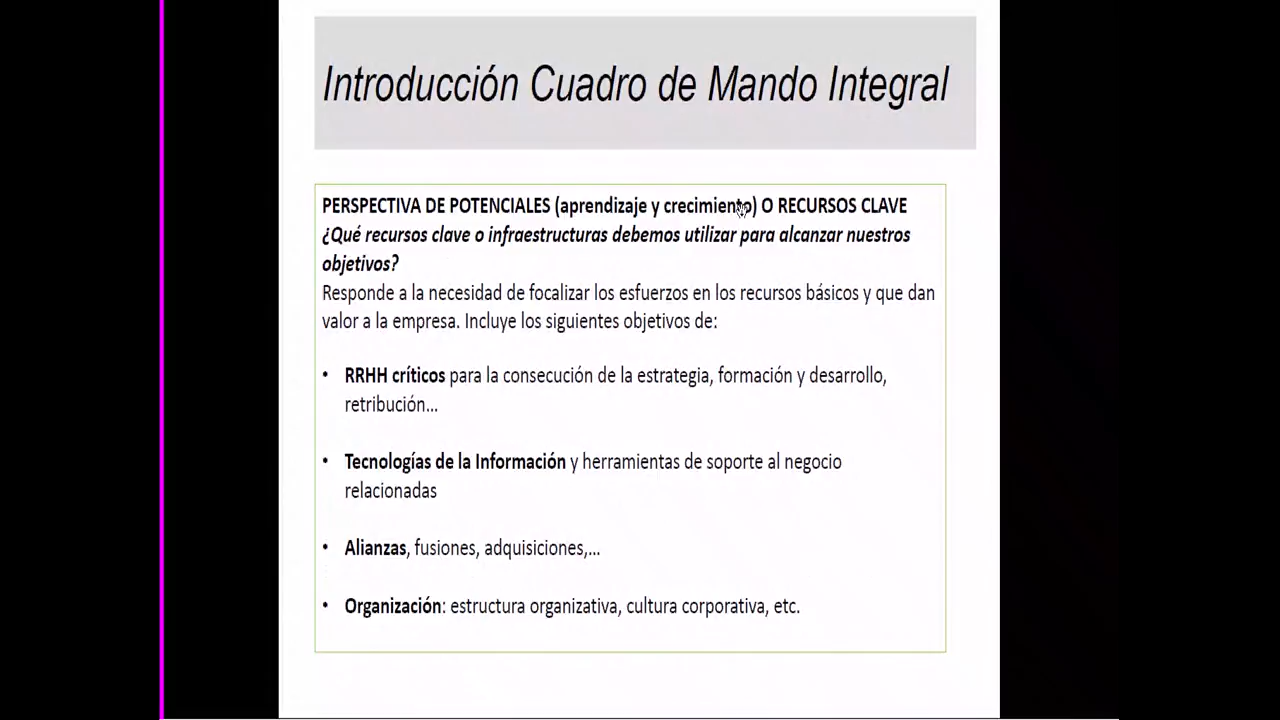 Introducción Cuadro de Mando Integral
PERSPECTIVA DE POTENCIALES (aprendizaje y crecimiento) O RECURSOS CLAVE
¿Qué recursos clave o infraestructuras debemos utilizar para alcanzar nuestros
objetivos?
Responde a la necesidad de focalizar los esfuerzos en los recursos básicos y que dan
valor a la empresa. Incluye los siguientes objetivos de:
• RRHH críticos para la consecución de la estrategia, formación y desarrollo,
retribución...
• Tecnologías de la Información y herramientas de soporte al negocio
relacionadas
• Alianzas, fusiones, adquisiciones,...
• Organización: estructura organizativa, cultura corporativa, etc.